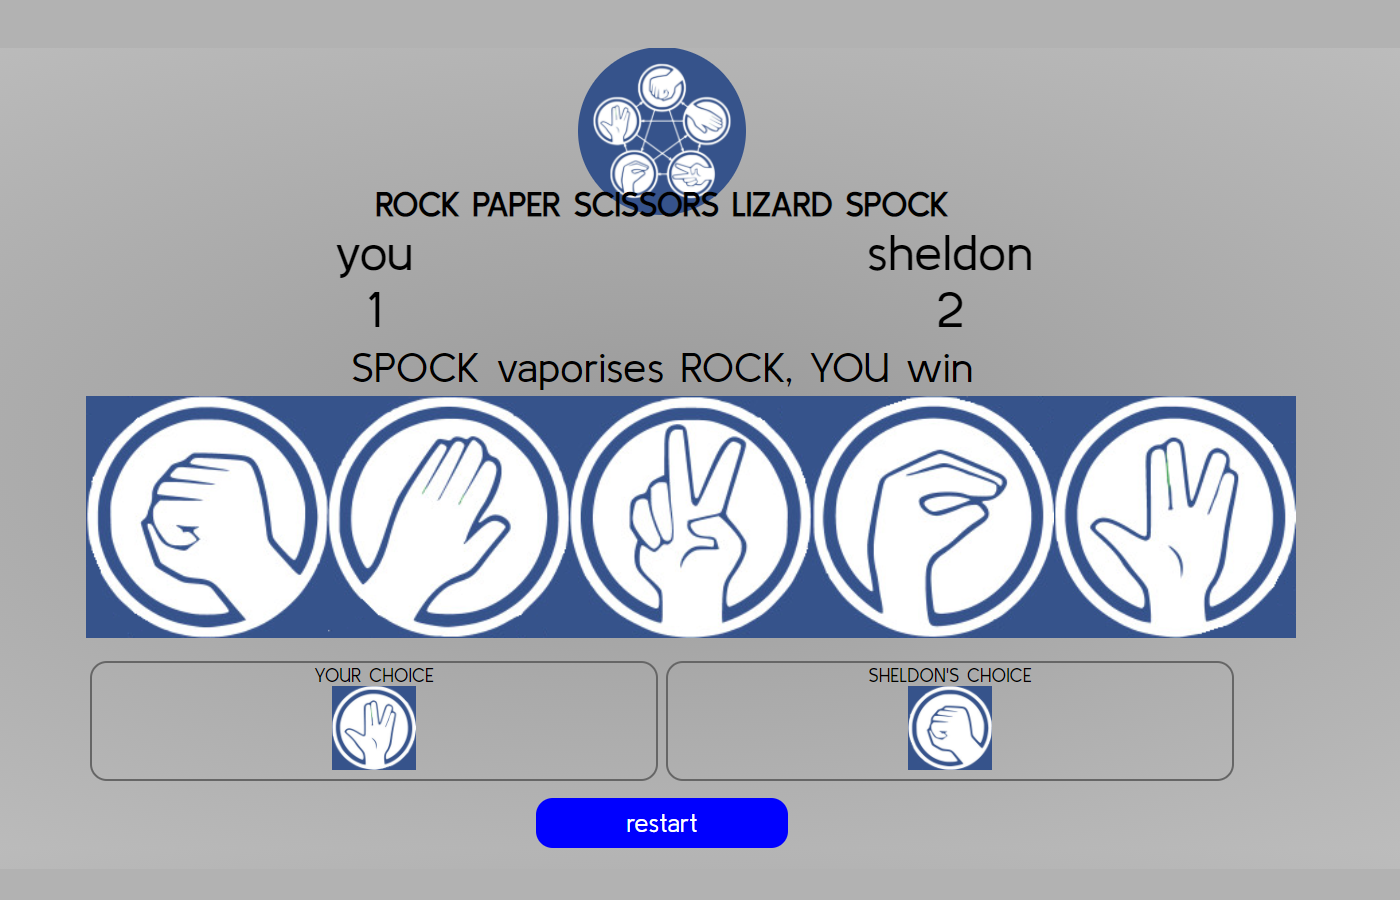 ROCK PAPER SCISSORS LIZARD SPOCK
you sheldon
1 2
SPOCK vaporises ROCK, YOU win
YOUR CHOICE SHELDON'S CHOICE
restart